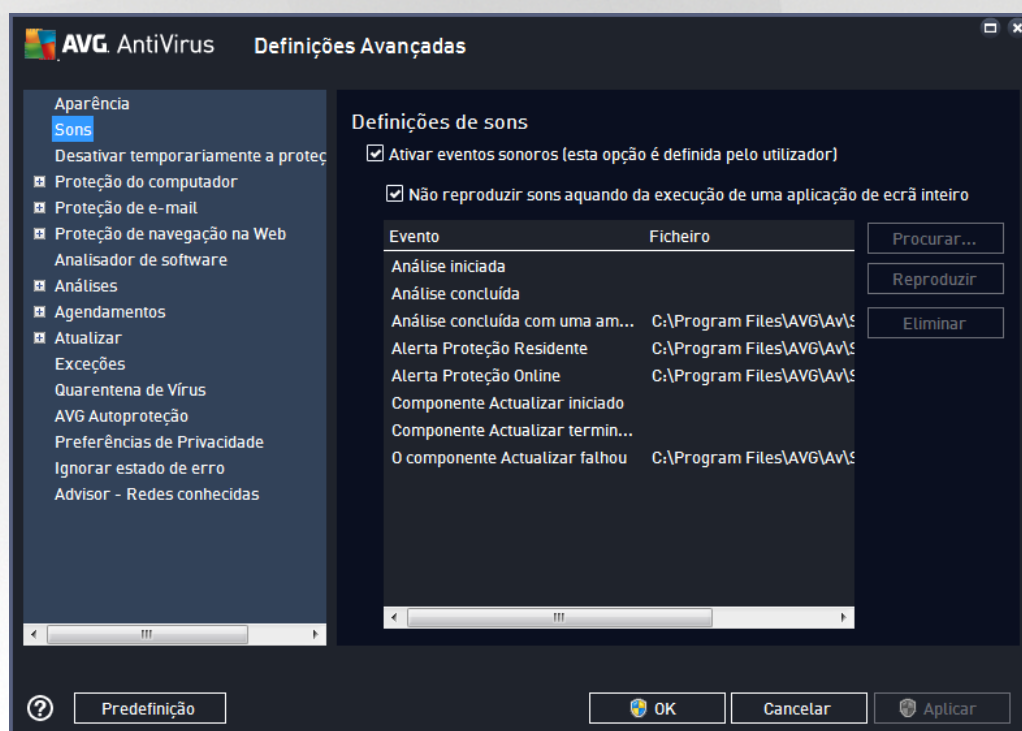 AVG AntiVirus Definições Avançadas
Aparência
Sons
Desativar temporariamente a proteç
Proteção do computador
Proteção de e-mail
Proteção de navegação na Web
Analisador de software
Análises
Agendamentos
Atualizar
Exceções
Quarentena de Vírus
AVG Autoproteção
Preferências de Privacidade
Ignorar estado de erro
Advisor - Redes conhecidas
Definições de sons
Ativar eventos sonoros (esta opção é definida pelo utilizador)
Não reproduzir sons aquando da execução de uma aplicação de ecrã inteiro
Evento Ficheiro
Análise iniciada
Análise concluída
Análise concluída com uma am... C:\Program Files\AVG\Av\S
Alerta Proteção Residente C:\Program Files\AVG\Av\S
Alerta Proteção Online C:\Program Files\AVG\Av\S
Componente Actualizar iniciado
Componente Actualizar termin...
O componente Actualizar falhou C:\Program Files\AVG\Av\S
Procurar...
Reproduzir
Eliminar
Predefinição
OK
Cancelar
Aplicar